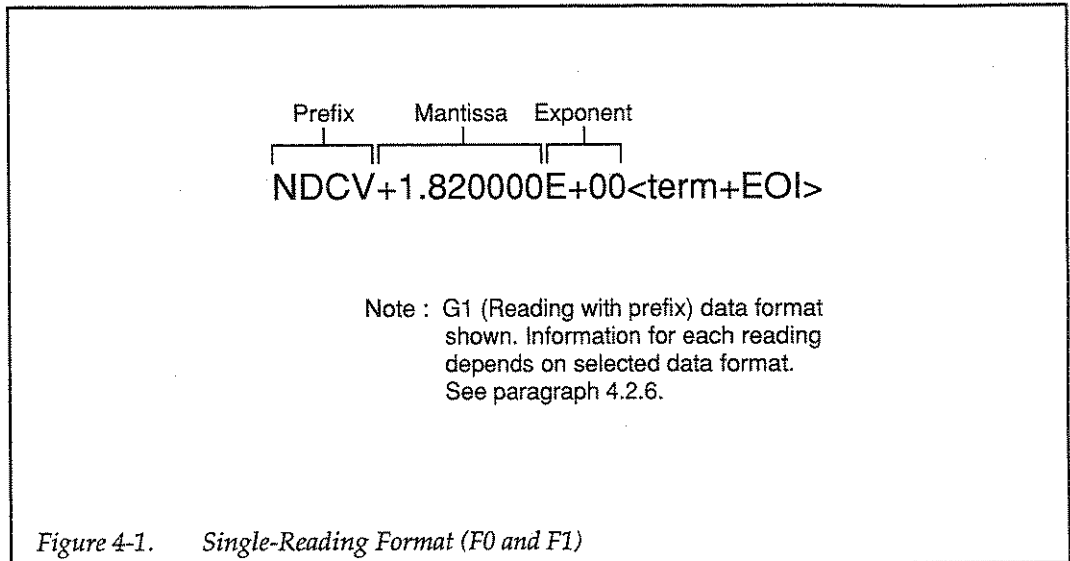 Prefix Mantissa Exponent
NDCV+1.820000E+00<term+EOI>
Note : G1 (Reading with prefix) data format
shown. Information for each reading
depends on selected data format.
See paragraph 4.2.6.
Figure 4-1. Single-Reading Format (F0 and F1)